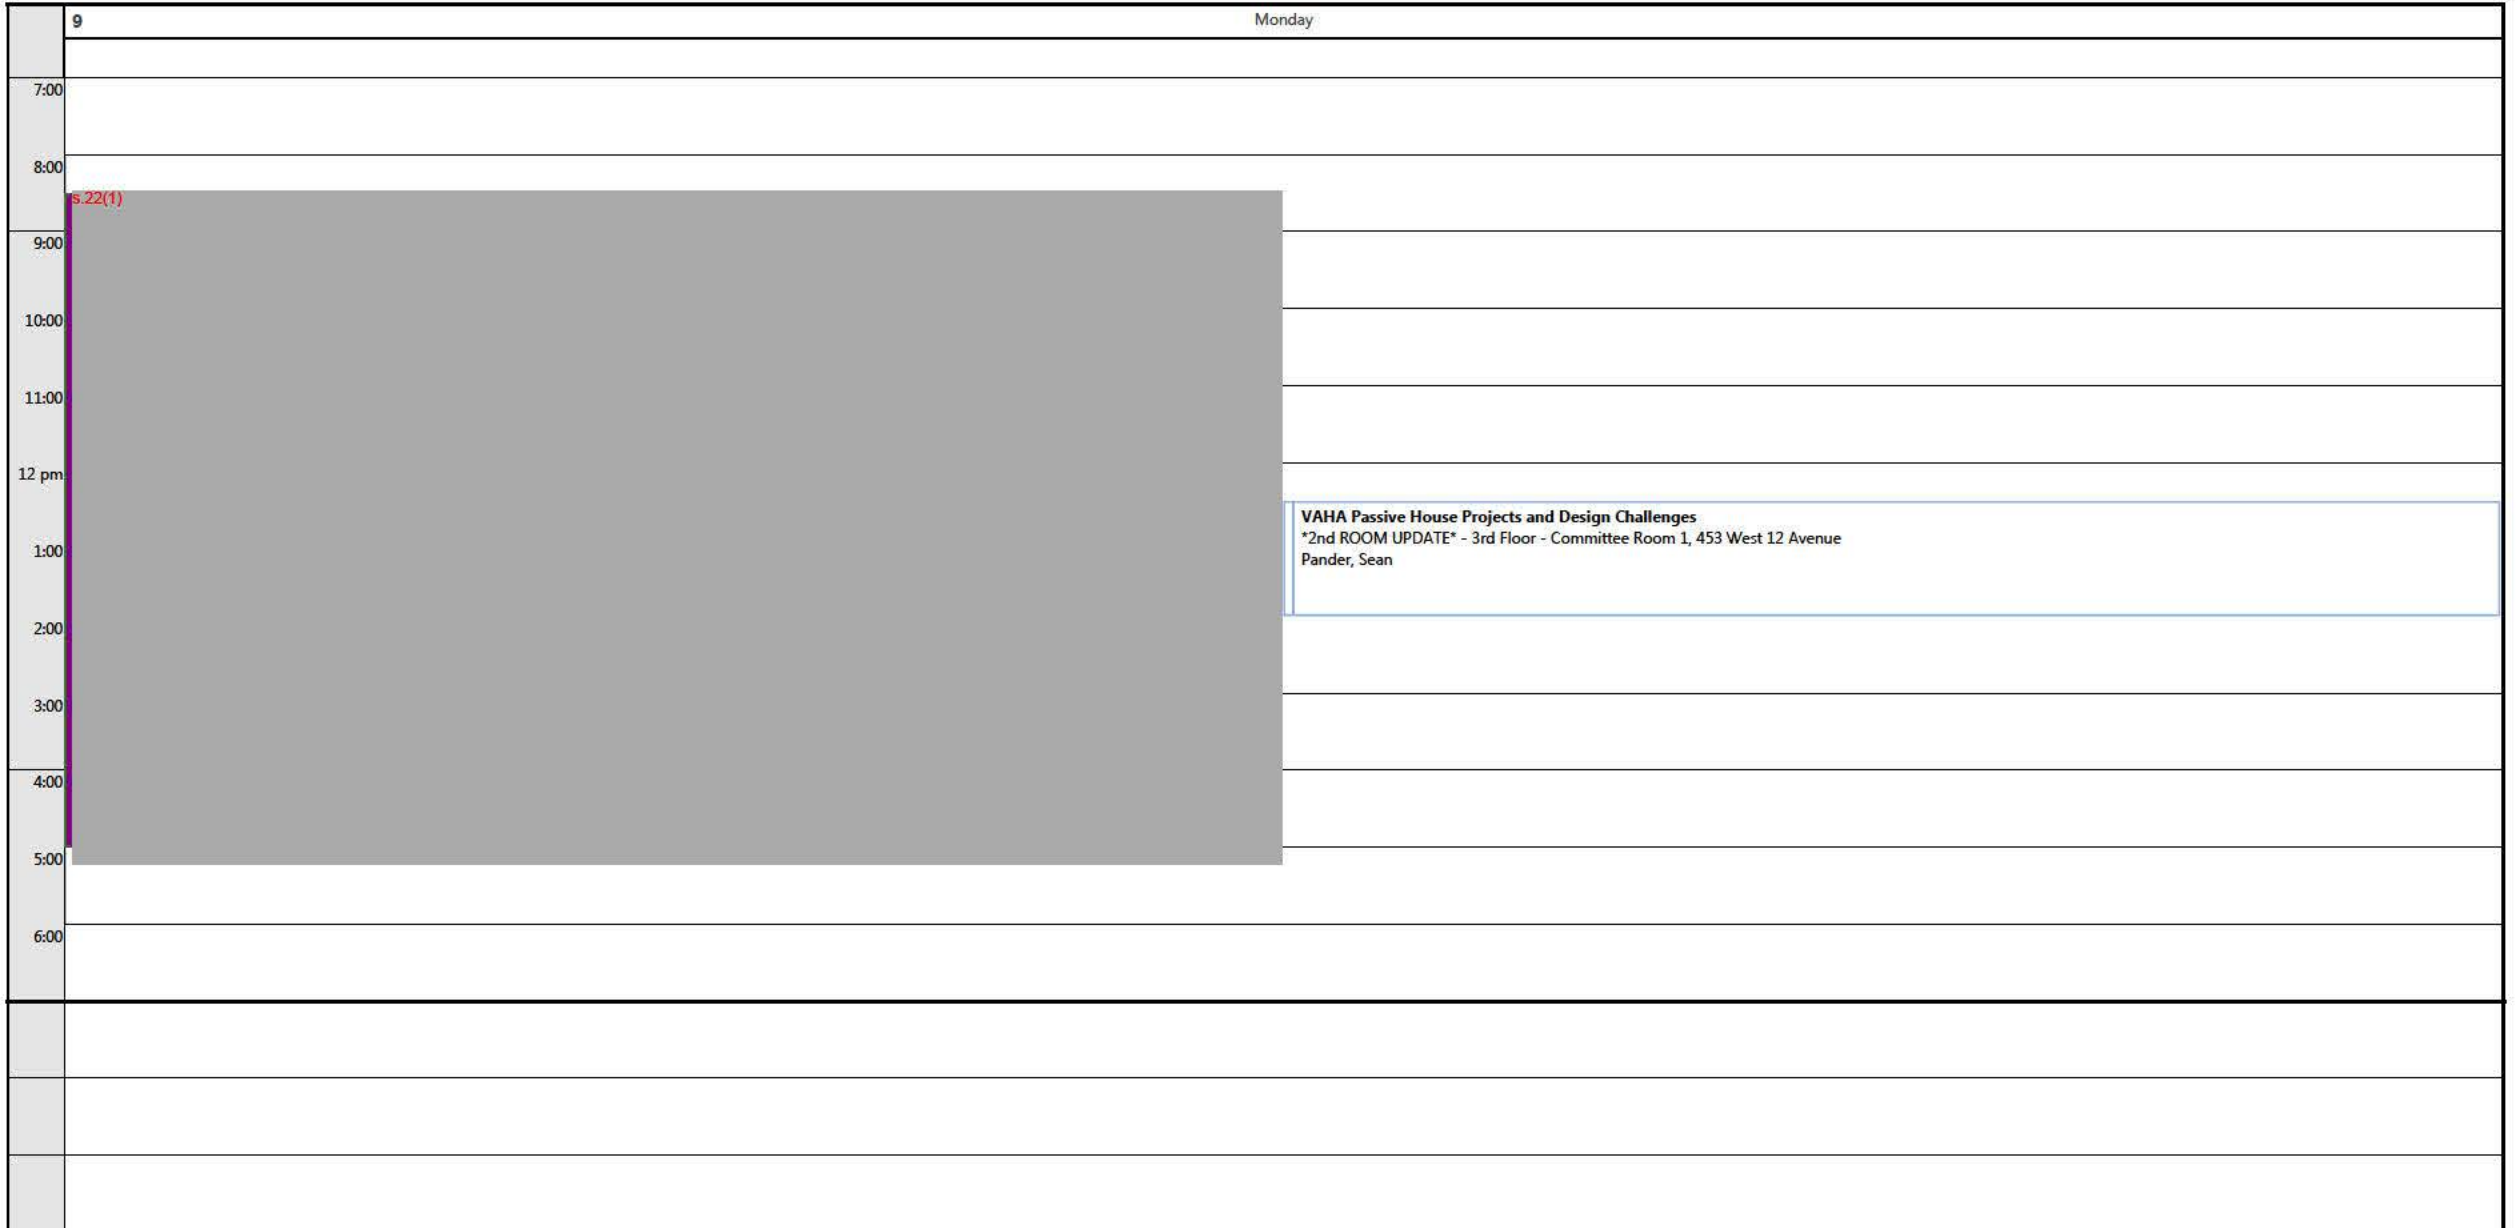 9 Monday
7:00
8:00
s.22(1)
9:00
10:00
11:00
12 pm
VAHA Passive House Projects and Design Challenges
*2nd ROOM UPDATE* - 3rd Floor - Committee Room 1, 453 West 12 Avenue
1:00
Pander, Sean
2:00
3:00
4:00
5:00
6:00